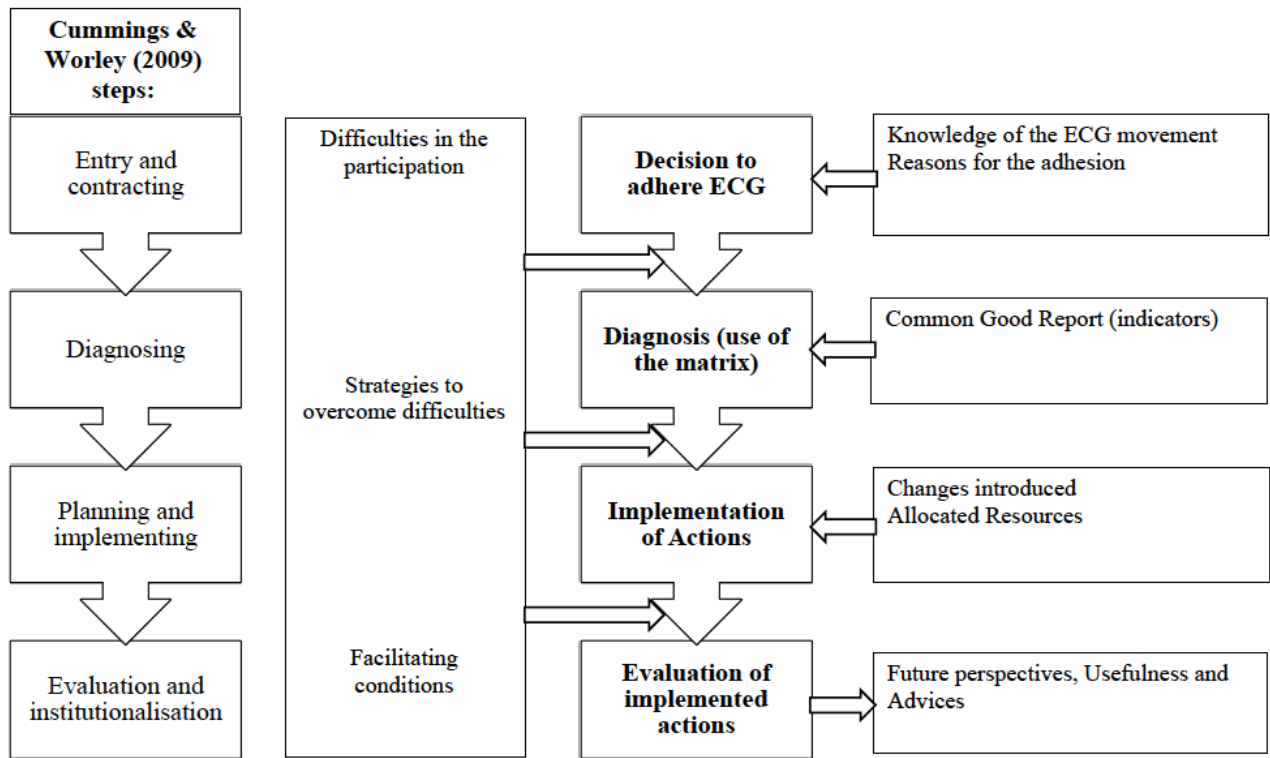 Cummings &
Worley (2009)
steps:
Entry and
contracting
Diagnosing
Planning and
implementing
Evaluation and
institutionalisation
Difficulties in the
participation
Strategies to
overcome difficulties
Facilitating
conditions
Decision to
adhere ECG
Diagnosis (use of
the matrix)
Implementation
of Actions
Evaluation of
implemented
actions
Knowledge of the ECG movement
Reasons for the adhesion
Common Good Report (indicators)
Changes introduced
Allocated Resources
Future perspectives, Usefulness and
Advices